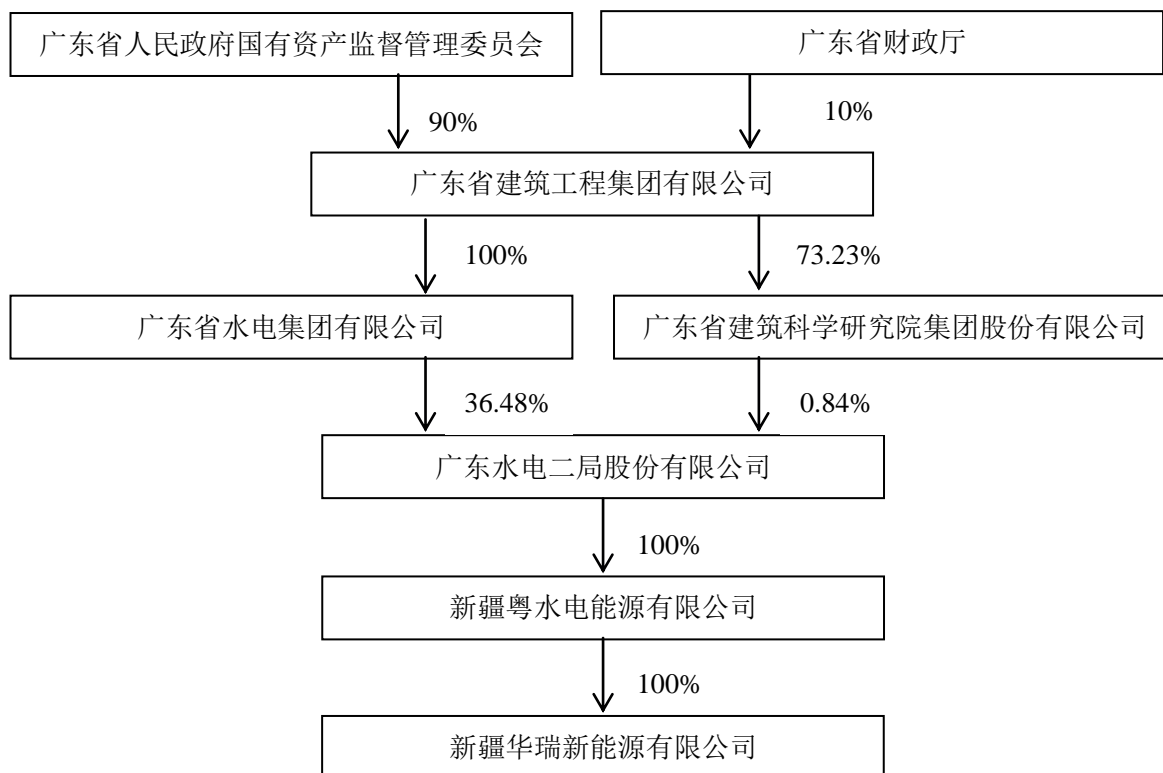 广东省人民政府国有资产监督管理委员会
广东省财政厅
90%
10%
广东省建筑工程集团有限公司
100%
73.23%
广东省水电集团有限公司
广东省建筑科学研究院集团股份有限公司
36.48%
0.84%
广东水电二局股份有限公司
100%
新疆粤水电能源有限公司
100%
新疆华瑞新能源有限公司